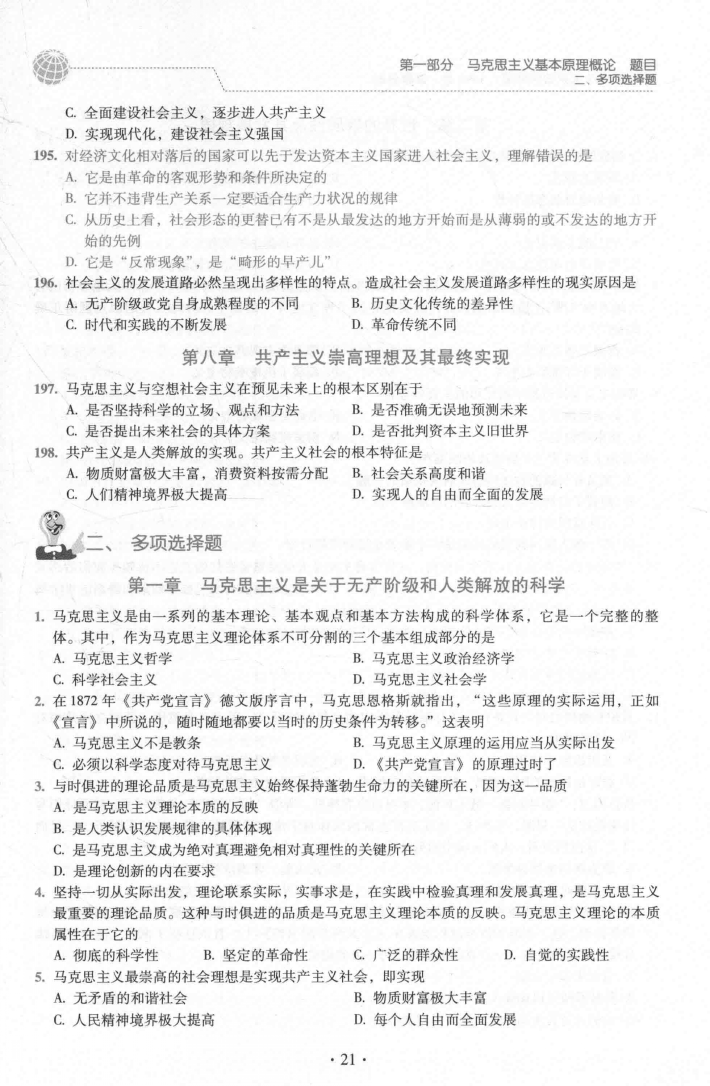 第一部分　马克思主义基本原理概论　题目
二、多项选择题
C. 全面建设社会主义，逐步进入共产主义
D. 实现现代化，建设社会主义强国
195. 对经济文化相对落后的国家可以先于发达资本主义国家进入社会主义，理解错误的是
A. 它是由革命的客观形势和条件所决定的
B. 它并不违背生产关系一定要适合生产力状况的规律
C. 从历史上看，社会形态的更替已有不是从最发达的地方开始而是从薄弱的或不发达的地方开
始的先例
D. 它是“反常现象”，是“畸形的早产儿”
196. 社会主义的发展道路必然呈现出多样性的特点。造成社会主义发展道路多样性的现实原因是
A. 无产阶级政党自身成熟程度的不同　B. 历史文化传统的差异性
C. 时代和实践的不断发展　D. 革命传统不同
第八章　共产主义崇高理想及其最终实现
197. 马克思主义与空想社会主义在预见未来上的根本区别在于
A. 是否坚持科学的立场、观点和方法　B. 是否准确无误地预测未来
C. 是否提出未来社会的具体方案　D. 是否批判资本主义旧世界
198. 共产主义是人类解放的实现。共产主义社会的根本特征是
A. 物质财富极大丰富，消费资料按需分配　B. 社会关系高度和谐
C. 人们精神境界极大提高　D. 实现人的自由而全面的发展
二、多项选择题
第一章　马克思主义是关于无产阶级和人类解放的科学
1. 马克思主义是由一系列的基本理论、基本观点和基本方法构成的科学体系，它是一个完整的整
体。其中，作为马克思主义理论体系不可分割的三个基本组成部分的是
A. 马克思主义哲学　B. 马克思主义政治经济学
C. 科学社会主义　D. 马克思主义社会学
2. 在 1872 年《共产党宣言》德文版序言中，马克思恩格斯就指出，“这些原理的实际运用，正如
《宣言》中所说的，随时随地都要以当时的历史条件为转移。”这表明
A. 马克思主义不是教条　B. 马克思主义原理的运用应当从实际出发
C. 必须以科学态度对待马克思主义　D. 《共产党宣言》的原理过时了
3. 与时俱进的理论品质是马克思主义始终保持蓬勃生命力的关键所在，因为这一品质
A. 是马克思主义理论本质的反映
B. 是人类认识发展规律的具体体现
C. 是马克思主义成为绝对真理避免相对真理性的关键所在
D. 是理论创新的内在要求
4. 坚持一切从实际出发，理论联系实际，实事求是，在实践中检验真理和发展真理，是马克思主义
最重要的理论品质。这种与时俱进的品质是马克思主义理论本质的反映。马克思主义理论的本质
属性在于它的
A. 彻底的科学性　B. 坚定的革命性　C. 广泛的群众性　D. 自觉的实践性
5. 马克思主义最崇高的社会理想是实现共产主义社会，即实现
A. 无矛盾的和谐社会　B. 物质财富极大丰富
C. 人民精神境界极大提高　D. 每个人自由而全面发展
· 21 ·